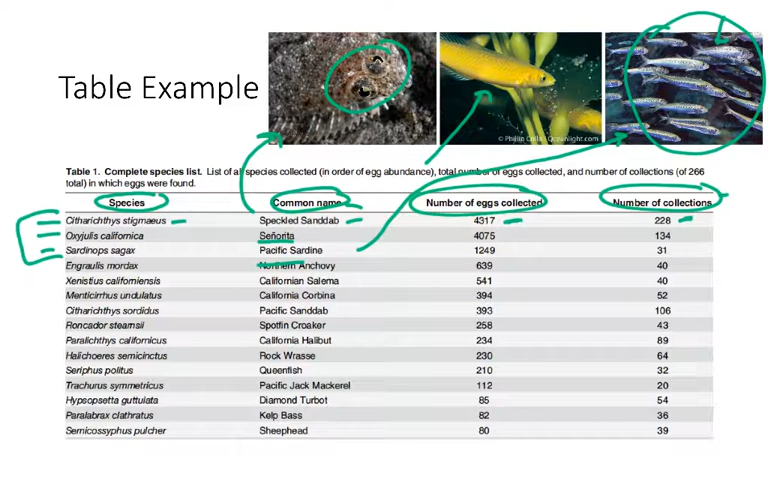 Table Example
© Phillip Colla / Oceanlight.com
Table 1. Complete species list. List of all species collected (in order of egg abundance), total number of eggs collected, and number of collections (of 266
total) in which eggs were found.
Species Common name Number of eggs collected Number of collections
Citharichthys stigmaeus Speckled Sanddab 4317 228
Oxyjulis californica Señorita 4075 134
Sardinops sagax Pacific Sardine 1249 31
Engraulis mordax Northern Anchovy 639 40
Xenistius californiensis Californian Salema 541 40
Menticirrhus undulatus California Corbina 394 52
Citharichthys sordidus Pacific Sanddab 393 106
Roncador stearnsii Spotfin Croaker 258 43
Paralichthys californicus California Halibut 234 89
Halichoeres semicinctus Rock Wrasse 230 64
Seriphus politus Queenfish 210 32
Trachurus symmetricus Pacific Jack Mackerel 112 20
Hypsopsetta guttulata Diamond Turbot 85 54
Paralabrax clathratus Kelp Bass 82 36
Semicossyphus pulcher Sheephead 80 39